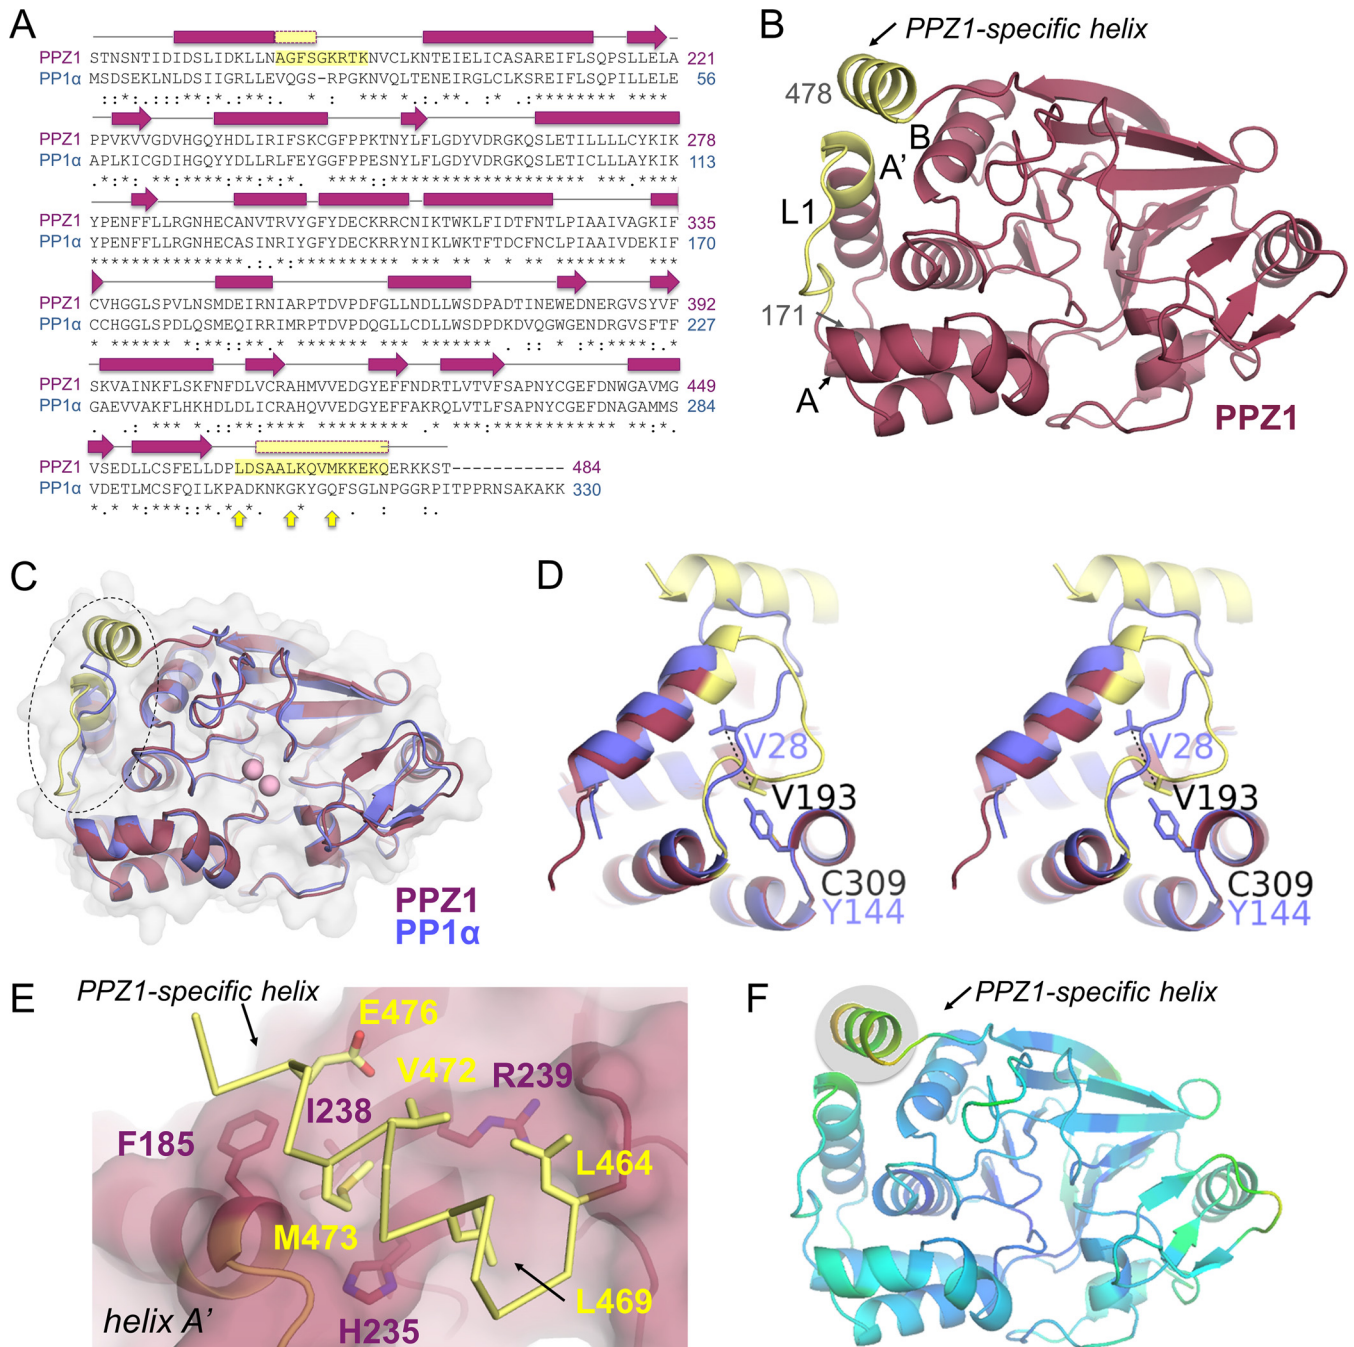 A
PPZ1 STNSNTIDIDSLIDKLLNAGFSGKRTKNVCLKNTEIELICASAREIFLSQPSLLELA 221
PP1α MSDSEKLNLDSIIGRLLEVQGS-RPGKNVQLTENEIRGLCLKSREIFLSQPILLELE 56
PPZ1 PPVKVVGDVHGQYHDLIRIFSKCGFPPKTNYLFLGDYVDRGKQSLETILLLLCYKIK 278
PP1α APLKICGDIHGQYYDLLRLFEYGGFPPESNYLFLGDYVDRGKQSLETICLLLAYKIK 113
PPZ1 YPENFFLLRGNHECANVTRVYGFYDECKRRCNIKTWKLFIDTFNTLPIAAIVAGKIF 335
PP1α YPENFFLLRGNHECASINRIYGFYDECKRRYNIKLWKTFTDCFNCLPIAAIVDEKIF 170
PPZ1 CVHGGLSPVLNSMDEIRNIARPTDVPDFGLLNDLLWSDPADTINEWEDNERGVSYVF 392
PP1α CCHGGLSPDLQSMEQIRRIMRPTDVPDQGLLCDLLWSDPDKDVQGWGENDRGVSFTF 227
PPZ1 SKVAINKFLSKFNFDLVCRAHMVVEDGYEFFNDRTLVTVFSAPNYCGEFDNWGAVMG 449
PP1α GAEVVAKFLHKHDLDLICRAHQVVEDGYEFFAKRQLVTLFSAPNYCGEFDNAGAMMS 284
PPZ1 VSEDLLCSFELLDPLDSAALKQVMKKEKQERKKST----------- 484
PP1α VDETLMCSFQILKPADKNKGKYGQFSGLNPGGRPITPPRNSAKAKK 330
B
PPZ1-specific helix
478
B
A'
L1
171
A
PPZ1
C
PPZ1
PP1α
D
V28
V193
C309
Y144
V28
V193
C309
Y144
E
PPZ1-specific helix
E476
V472
R239
I238
F185
L464
M473
L469
H235
helix A'
F
PPZ1-specific helix